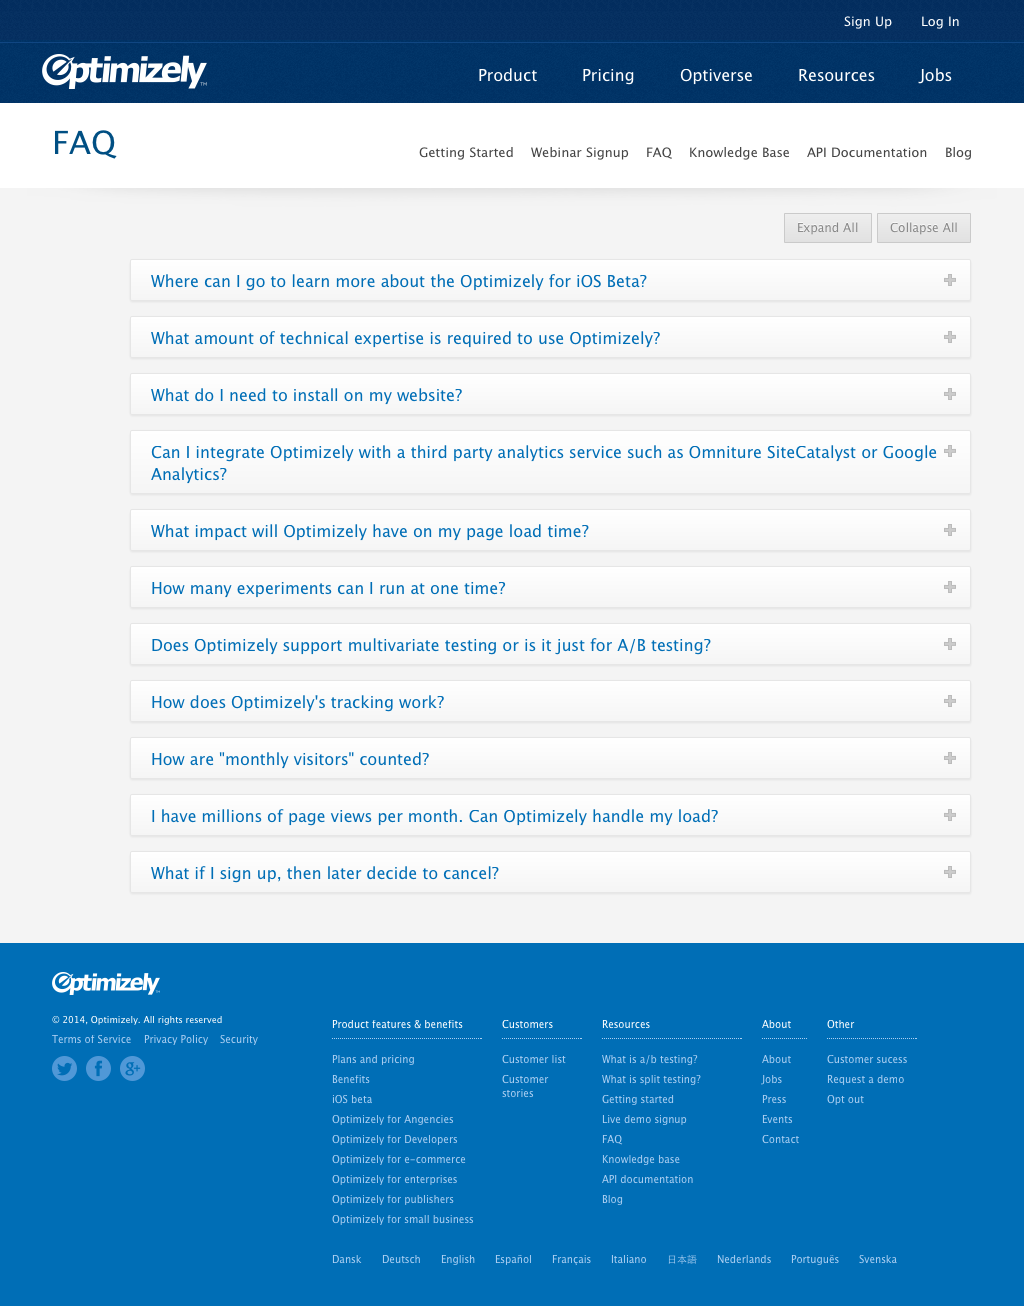 Sign Up Log In
Optimizely™ Product Pricing Optiverse Resources Jobs
FAQ
Getting Started Webinar Signup FAQ Knowledge Base API Documentation Blog
Expand All Collapse All
Where can I go to learn more about the Optimizely for iOS Beta?
What amount of technical expertise is required to use Optimizely?
What do I need to install on my website?
Can I integrate Optimizely with a third party analytics service such as Omniture SiteCatalyst or Google
Analytics?
What impact will Optimizely have on my page load time?
How many experiments can I run at one time?
Does Optimizely support multivariate testing or is it just for A/B testing?
How does Optimizely's tracking work?
How are "monthly visitors" counted?
I have millions of page views per month. Can Optimizely handle my load?
What if I sign up, then later decide to cancel?
Optimizely
© 2014, Optimizely. All rights reserved
Terms of Service Privacy Policy Security
Product features & benefits
Plans and pricing
Benefits
iOS beta
Optimizely for Angencies
Optimizely for Developers
Optimizely for e-commerce
Optimizely for enterprises
Optimizely for publishers
Optimizely for small business
Customers
Customer list
Customer
stories
Resources
What is a/b testing?
What is split testing?
Getting started
Live demo signup
FAQ
Knowledge base
API documentation
Blog
About
About
Jobs
Press
Events
Contact
Other
Customer sucess
Request a demo
Opt out
Dansk Deutsch English Español Français Italiano 日本語 Nederlands Português Svenska